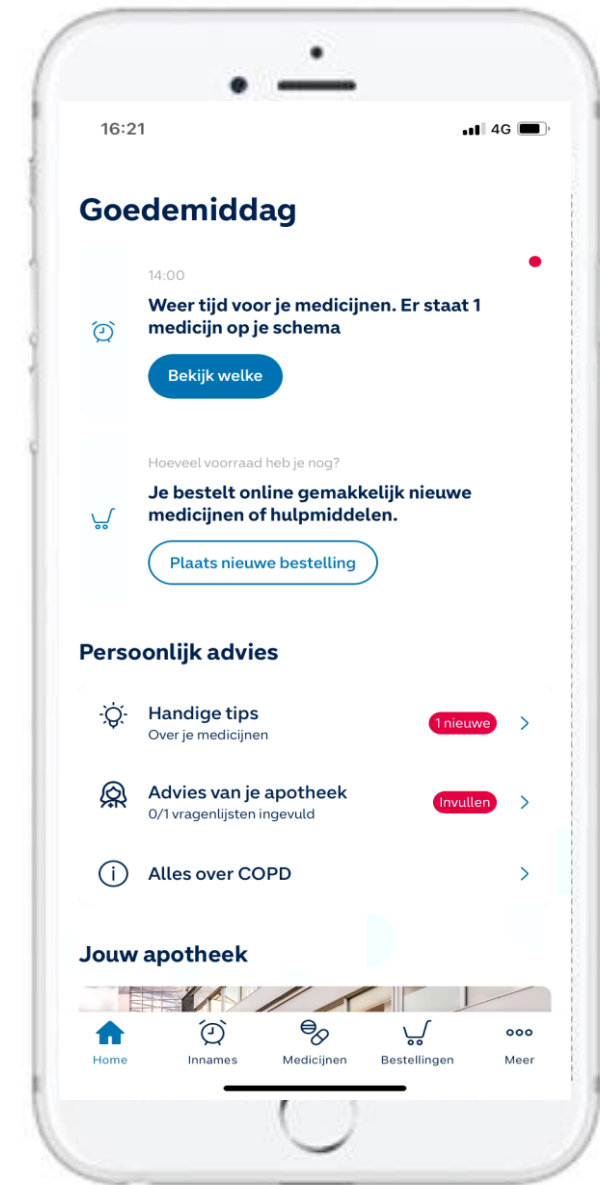 16:21
4G
Goedemiddag
14:00
Weer tijd voor je medicijnen. Er staat 1
medicijn op je schema
Bekijk welke
Hoeveel voorraad heb je nog?
Je bestelt online gemakkelijk nieuwe
medicijnen of hulpmiddelen.
Plaats nieuwe bestelling
Persoonlijk advies
Handige tips
Over je medicijnen
1 nieuwe
Advies van je apotheek
0/1 vragenlijsten ingevuld
Invullen
Alles over COPD
Jouw apotheek
Home
Innames
Medicijnen
Bestellingen
Meer